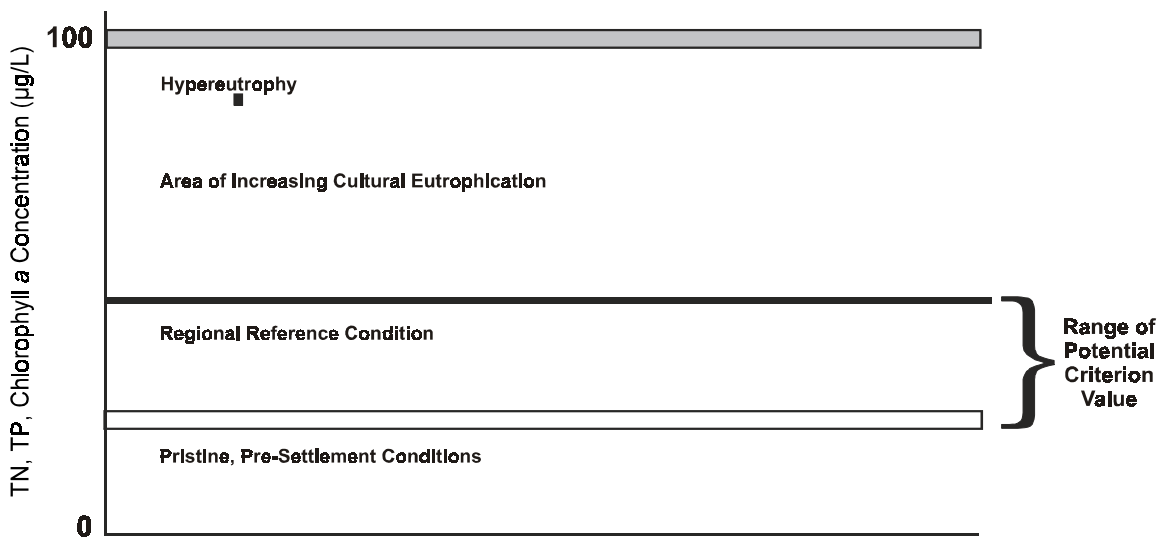 TN, TP, Chlorophyll a Concentration (µg/L)
100
Hypereutrophy
Area of Increasing Cultural Eutrophication
Regional Reference Condition
Range of
Potential
Criterion
Value
Pristine, Pre-Settlement Conditions
0